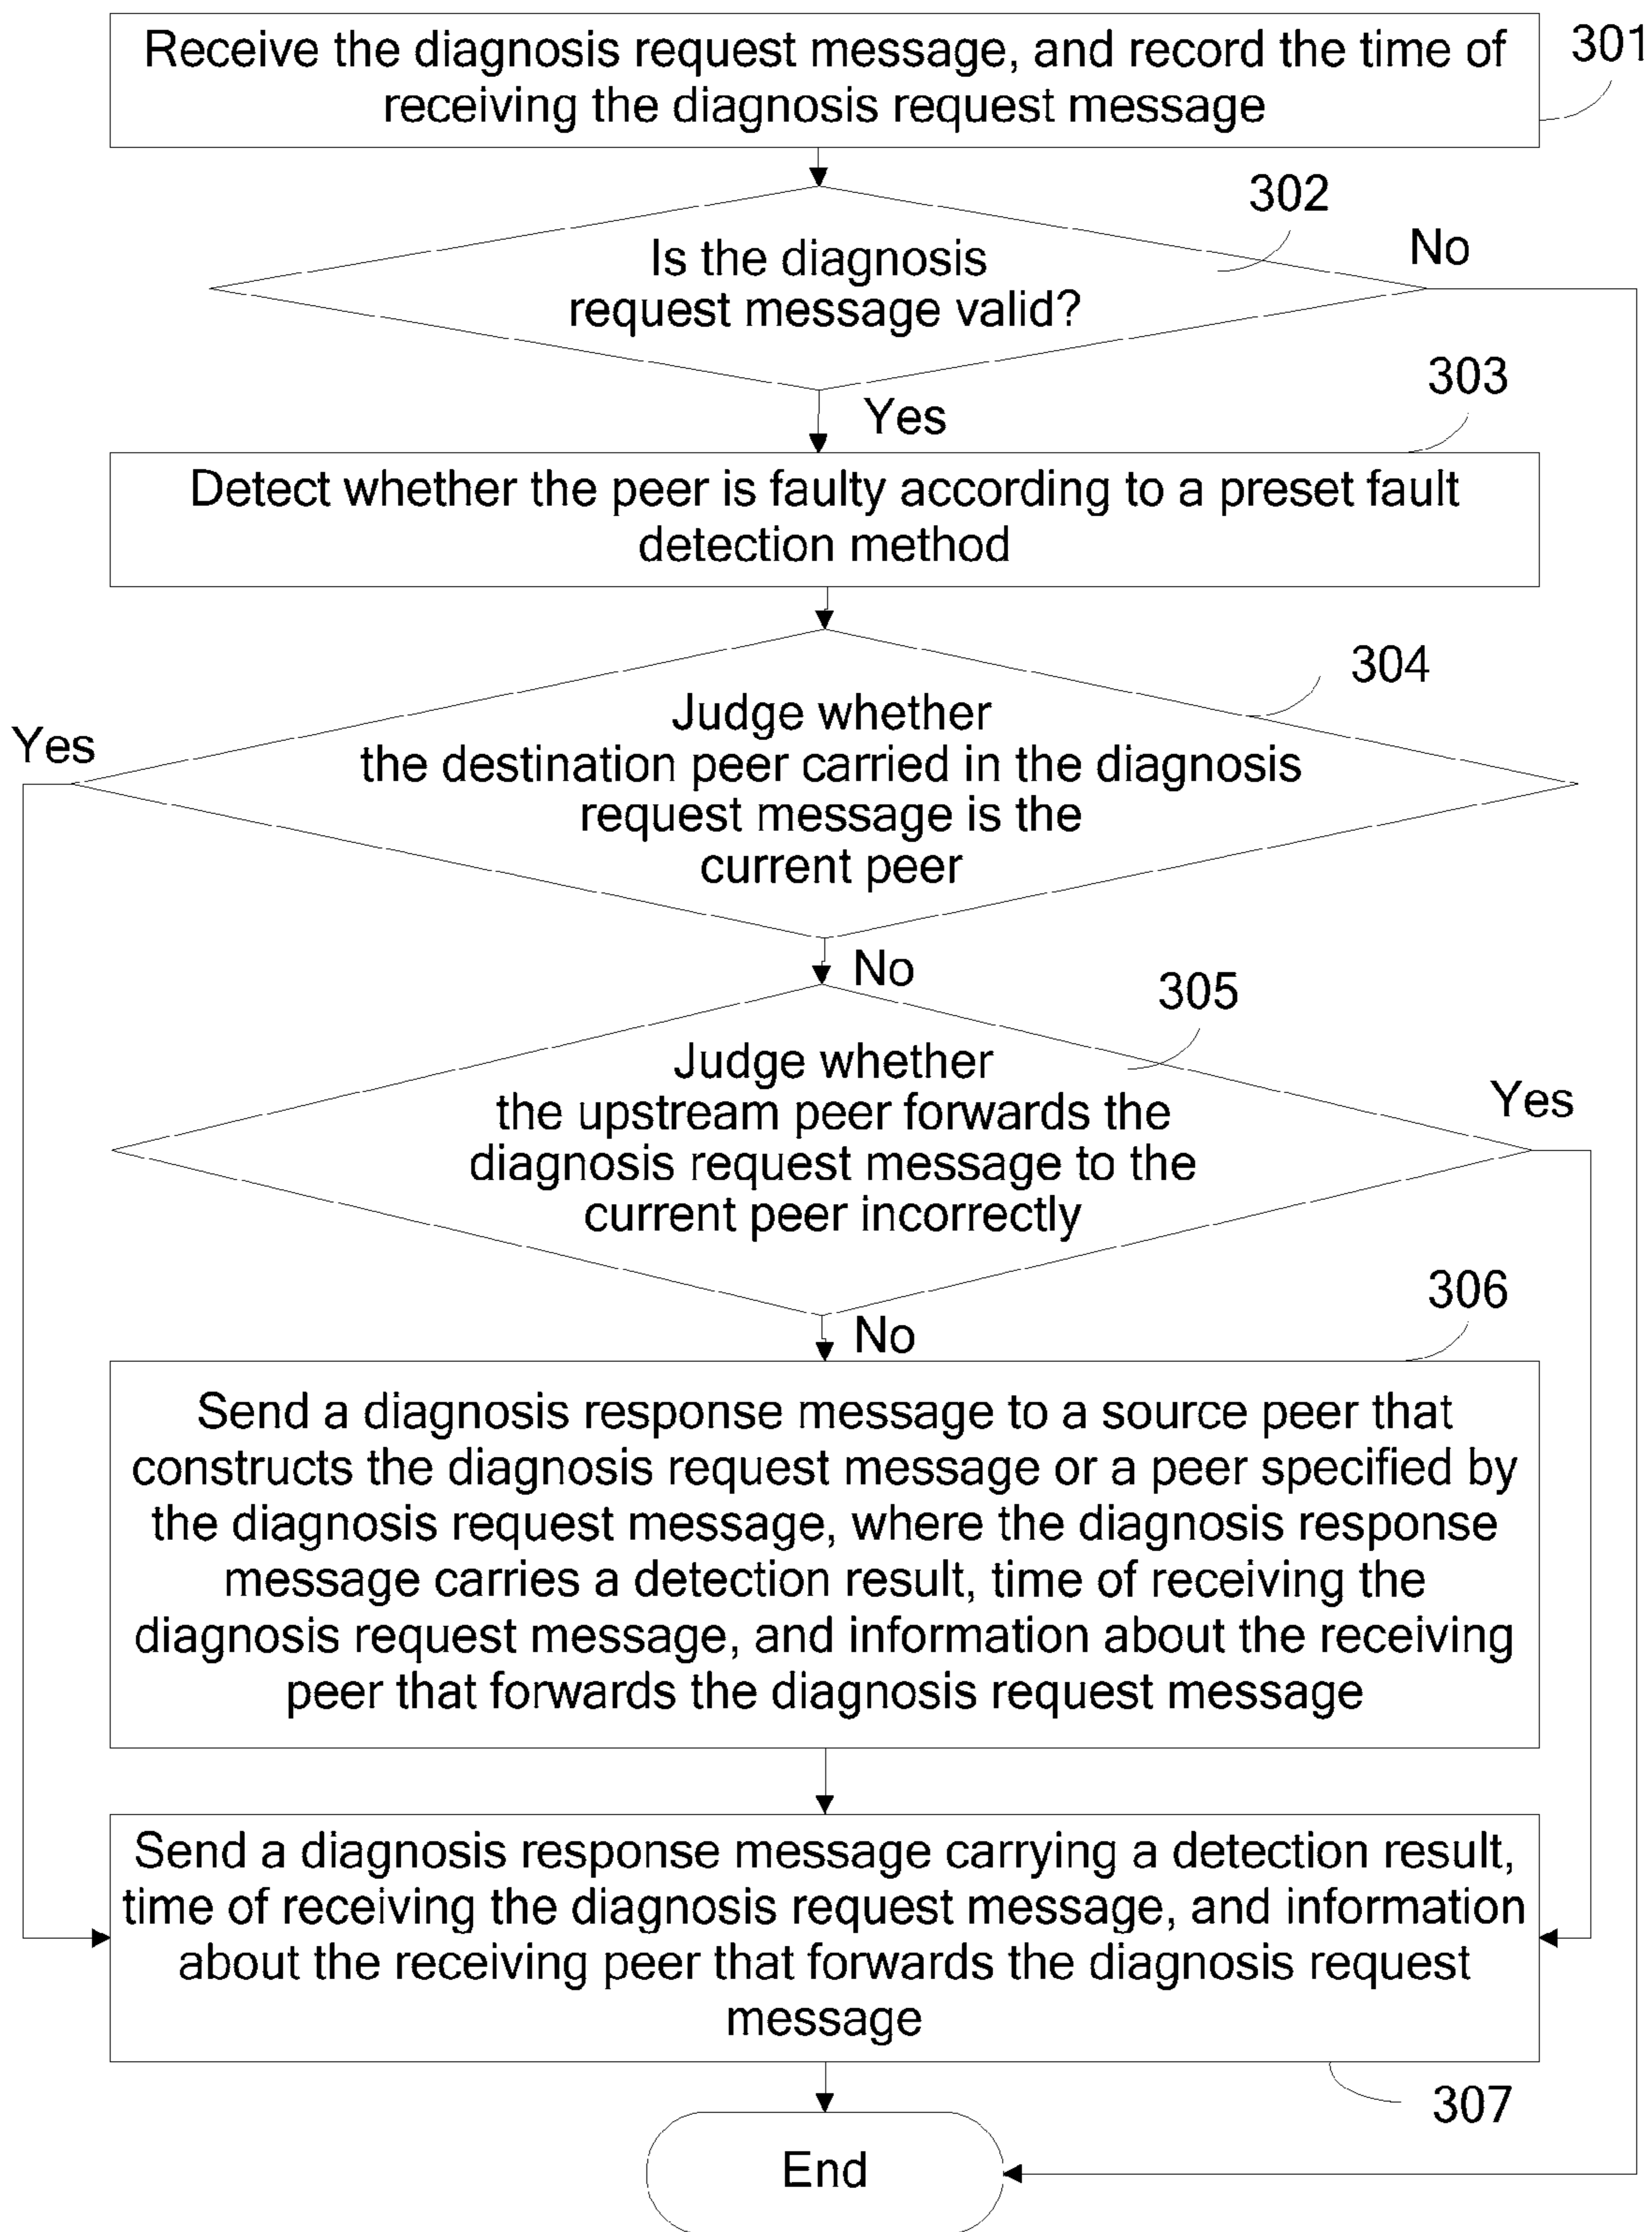 Receive the diagnosis request message, and record the time of
receiving the diagnosis request message
301
302
Is the diagnosis
request message valid?
No
Yes
303
Detect whether the peer is faulty according to a preset fault
detection method
304
Judge whether
the destination peer carried in the diagnosis
request message is the
current peer
Yes
No
305
Judge whether
the upstream peer forwards the
diagnosis request message to the
current peer incorrectly
Yes
No
306
Send a diagnosis response message to a source peer that
constructs the diagnosis request message or a peer specified by
the diagnosis request message, where the diagnosis response
message carries a detection result, time of receiving the
diagnosis request message, and information about the receiving
peer that forwards the diagnosis request message
Send a diagnosis response message carrying a detection result,
time of receiving the diagnosis request message, and information
about the receiving peer that forwards the diagnosis request
message
307
End